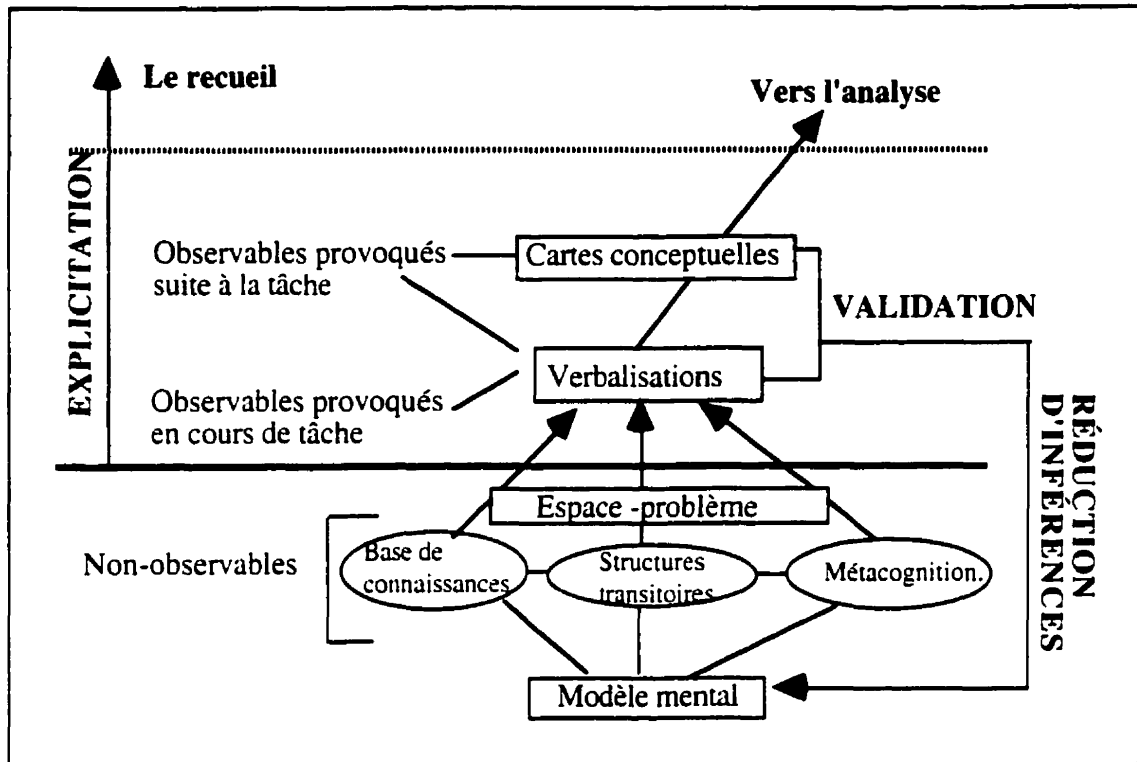 Le recueil
Vers l'analyse
EXPLICITATION
Observables provoqués
suite à la tâche
Cartes conceptuelles
VALIDATION
Verbalisations
Observables provoqués
en cours de tâche
RÉDUCTION
D'INFÉRENCES
Espace -problème
Non-observables
Base de
connaissances
Structures
transitoires
Métacognition.
Modèle mental